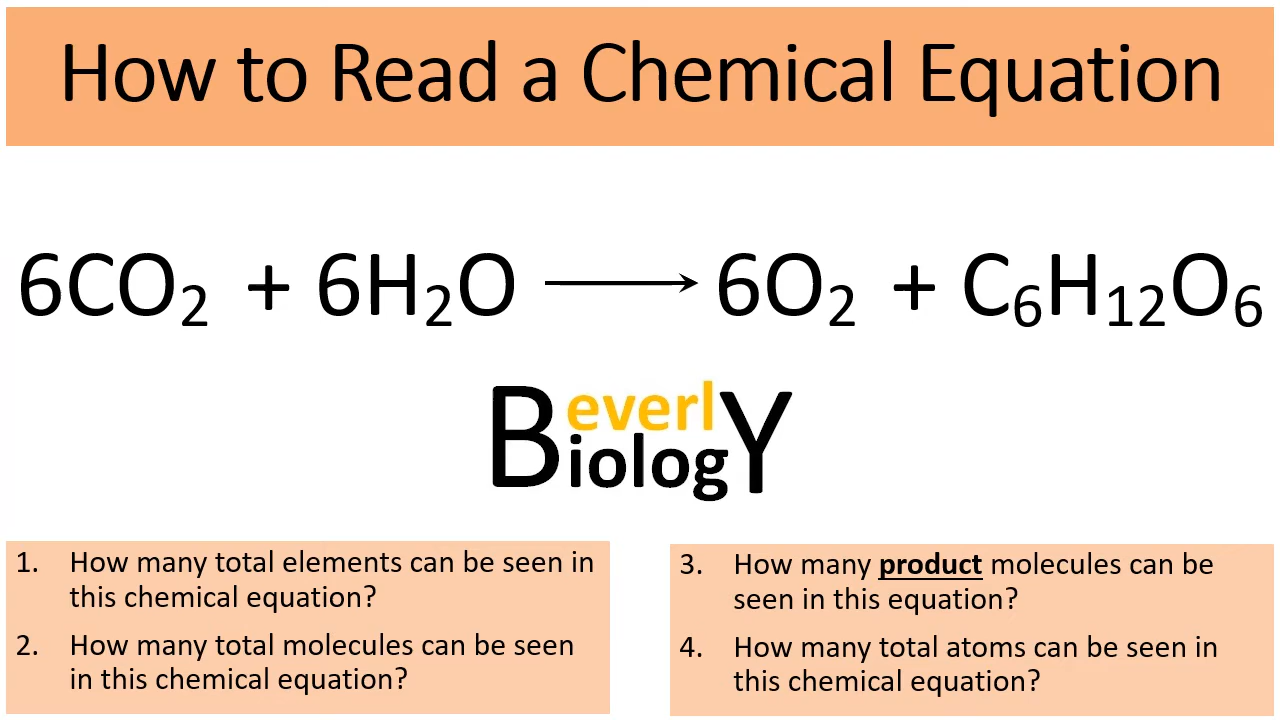 How to Read a Chemical Equation
6CO₂ + 6H₂O ⟶ 6O₂ + C₆H₁₂O₆
Beverly
BiologY
1. How many total elements can be seen in
this chemical equation?
2. How many total molecules can be seen
in this chemical equation?
3. How many product molecules can be
seen in this equation?
4. How many total atoms can be seen in
this chemical equation?